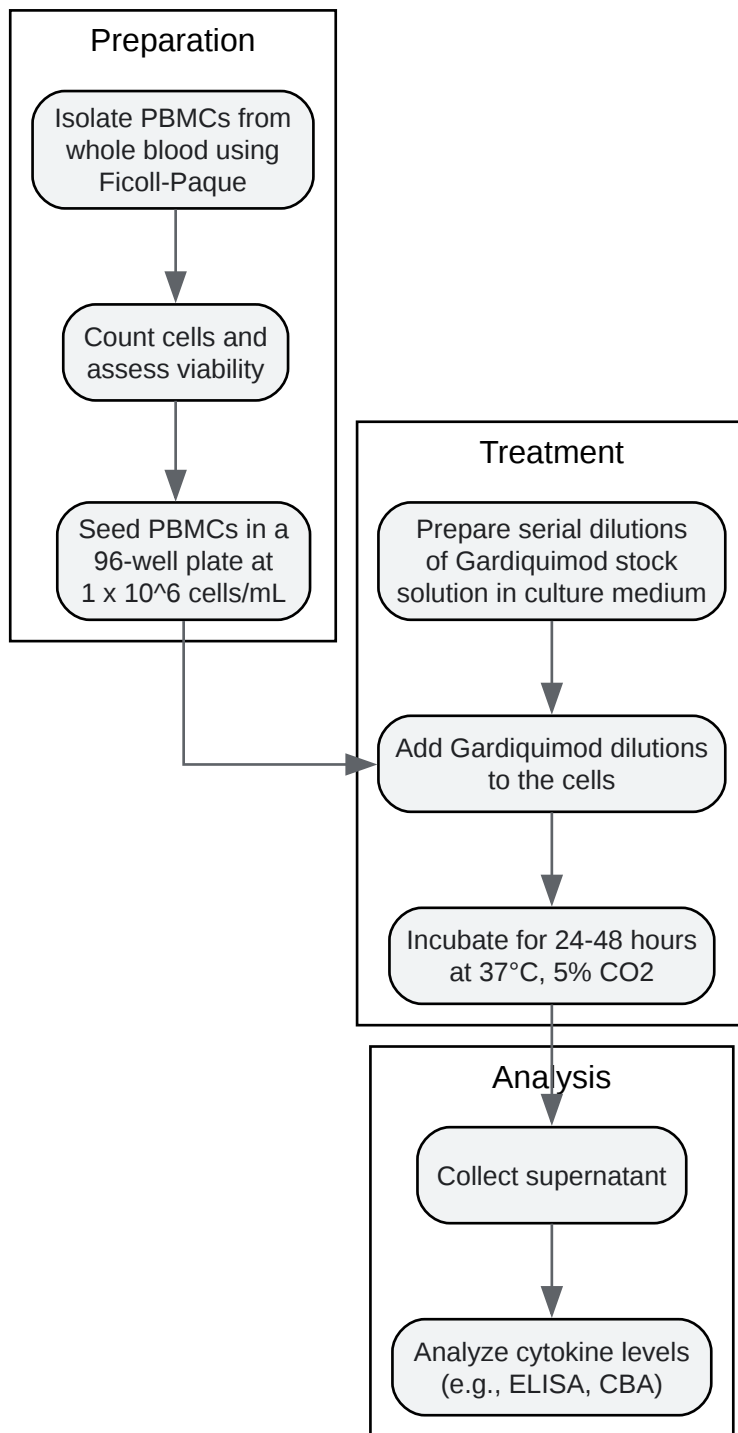 Preparation
Isolate PBMCs from
whole blood using
Ficoll-Paque
Count cells and
assess viability
Seed PBMCs in a
96-well plate at
1 x 10^6 cells/mL
Treatment
Prepare serial dilutions
of Gardiquimod stock
solution in culture medium
Add Gardiquimod dilutions
to the cells
Incubate for 24-48 hours
at 37°C, 5% CO2
Analysis
Collect supernatant
Analyze cytokine levels
(e.g., ELISA, CBA)